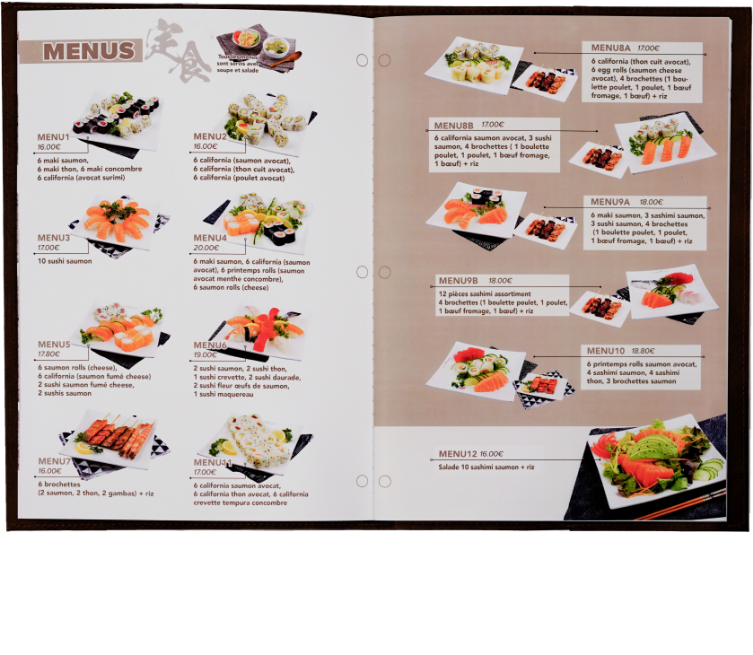 MENUS
定食
sont servis avec
soupe et salade
MENU1
16.00€
6 maki saumon,
6 maki thon, 6 maki concombre
6 california (avocat surimi)
MENU2
16.00€
6 california (saumon avocat),
6 california (thon cuit avocat),
6 california (poulet avocat)
MENU3
17.00€
10 sushi saumon
MENU4
20.00€
6 maki saumon, 6 california (saumon
avocat), 6 printemps rolls (saumon
avocat menthe concombre),
6 saumon rolls (cheese)
MENU5
17.80€
6 saumon rolls (cheese),
6 california (saumon fumé cheese)
2 sushi saumon fumé cheese,
2 sushis saumon
MENU6
19.00€
2 sushi saumon, 2 sushi thon,
1 sushi crevette, 2 sushi daurade,
2 sushi fleur œufs de saumon,
1 sushi maquereau
MENU7
16.00€
6 brochettes
(2 saumon, 2 thon, 2 gambas) + riz
MENU11
17.00€
6 california saumon avocat,
6 california thon avocat, 6 california
crevette tempura concombre
MENU8A 17.00€
6 california (thon cuit avocat),
6 egg rolls (saumon cheese
avocat), 4 brochettes (1 bou-
lette poulet, 1 poulet, 1 bœuf
fromage, 1 bœuf) + riz
MENU8B 17.00€
6 california saumon avocat, 3 sushi
saumon, 4 brochettes ( 1 boulette
poulet, 1 poulet, 1 bœuf fromage,
1 bœuf) + riz
MENU9A 18.00€
6 maki saumon, 3 sashimi saumon,
3 sushi saumon, 4 brochettes
(1 boulette poulet, 1 poulet,
1 bœuf fromage, 1 bœuf) + riz
MENU9B 18.00€
12 pièces sashimi assortiment
4 brochettes (1 boulette poulet, 1 poulet,
1 bœuf fromage, 1 bœuf) + riz
MENU10 18.80€
6 printemps rolls saumon avocat,
4 sashimi saumon, 4 sashimi
thon, 3 brochettes saumon
MENU12 16.00€
Salade 10 sashimi saumon + riz